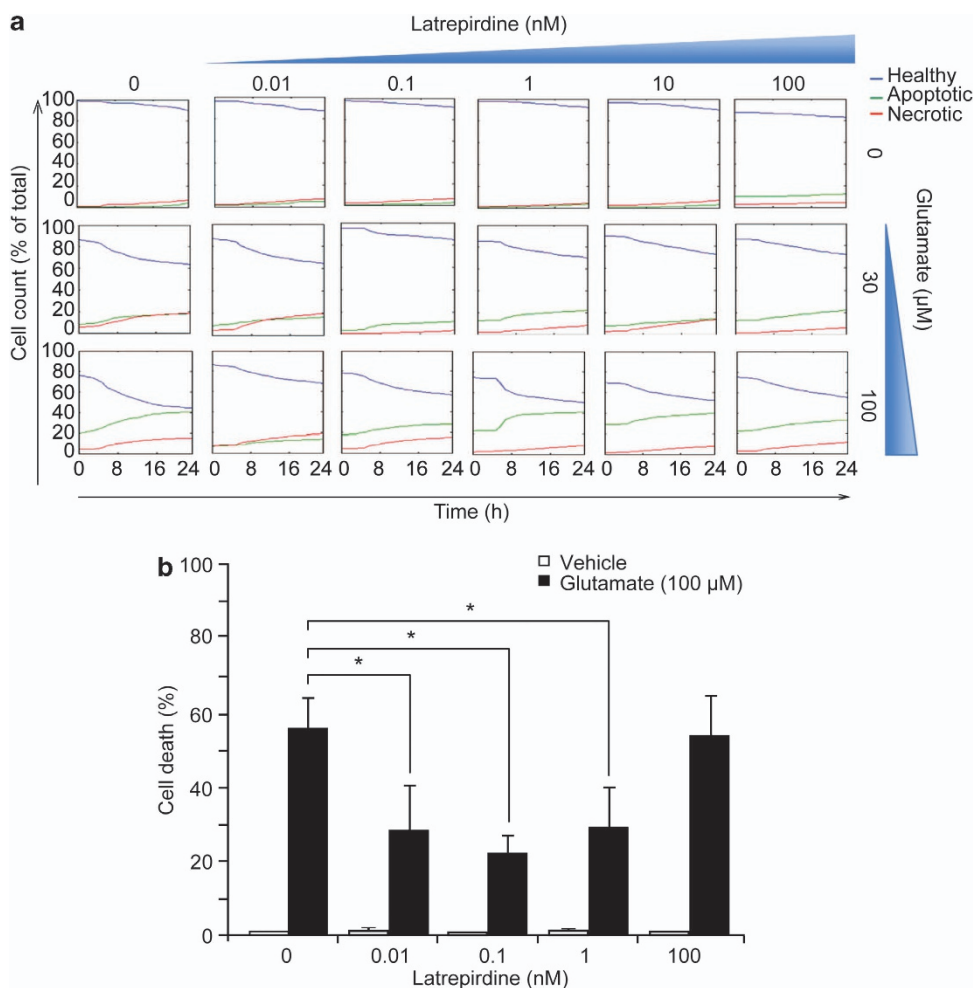 a
Latrepirdine (nM)
0 0.01 0.1 1 10 100
Healthy
Apoptotic
Necrotic
Cell count (% of total)
100
80
60
40
20
0
100
80
60
40
20
0
100
80
60
40
20
0
0
30
100
Glutamate (µM)
0 8 16 24 0 8 16 24 0 8 16 24 0 8 16 24 0 8 16 24 0 8 16 24
Time (h)
b
Vehicle
Glutamate (100 µM)
Cell death (%)
100
80
60
40
20
0
*
*
*
0 0.01 0.1 1 100
Latrepirdine (nM)